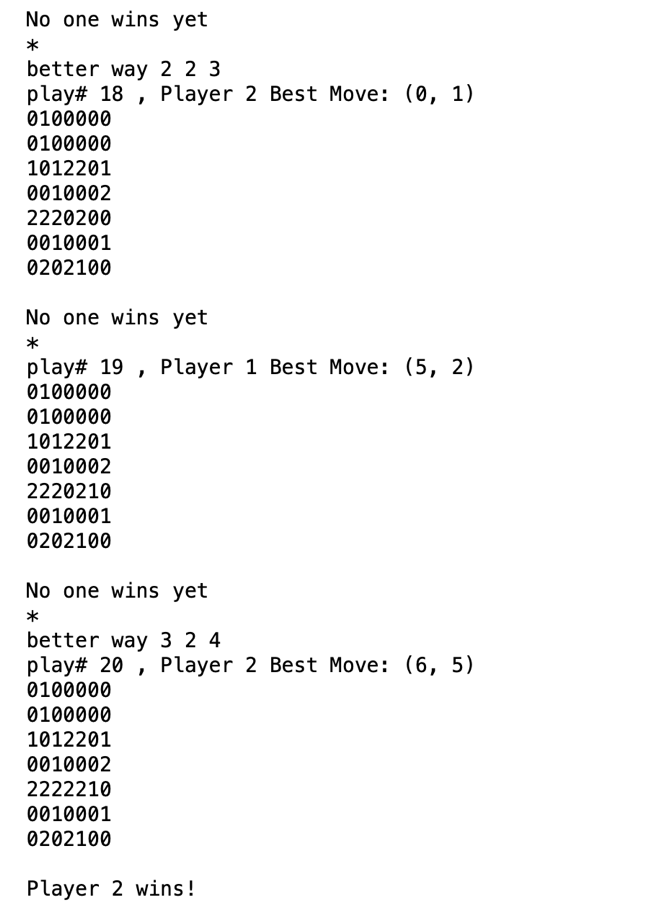 No one wins yet
*
better way 2 2 3
play# 18 , Player 2 Best Move: (0, 1)
0100000
0100000
1012201
0010002
2220200
0010001
0202100
No one wins yet
*
play# 19 , Player 1 Best Move: (5, 2)
0100000
0100000
1012201
0010002
2220210
0010001
0202100
No one wins yet
*
better way 3 2 4
play# 20 , Player 2 Best Move: (6, 5)
0100000
0100000
1012201
0010002
2222210
0010001
0202100
Player 2 wins!